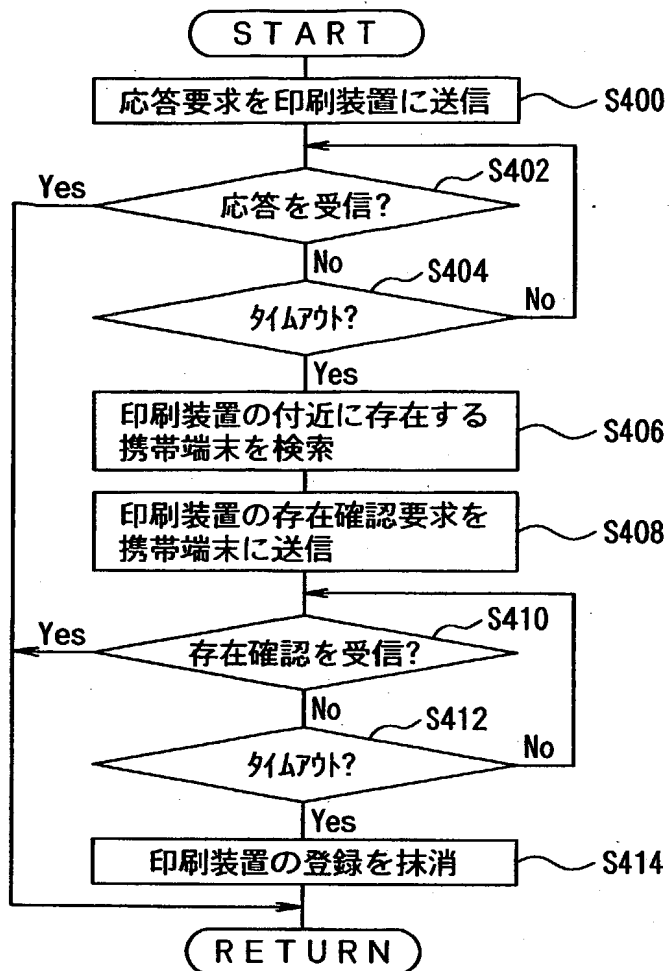 START
応答要求を印刷装置に送信
S400
S402
Yes
応答を受信?
No
S404
タイムアウト?
No
Yes
印刷装置の付近に存在する
携帯端末を検索
S406
印刷装置の存在確認要求を
携帯端末に送信
S408
S410
Yes
存在確認を受信?
No
S412
タイムアウト?
No
Yes
印刷装置の登録を抹消
S414
RETURN